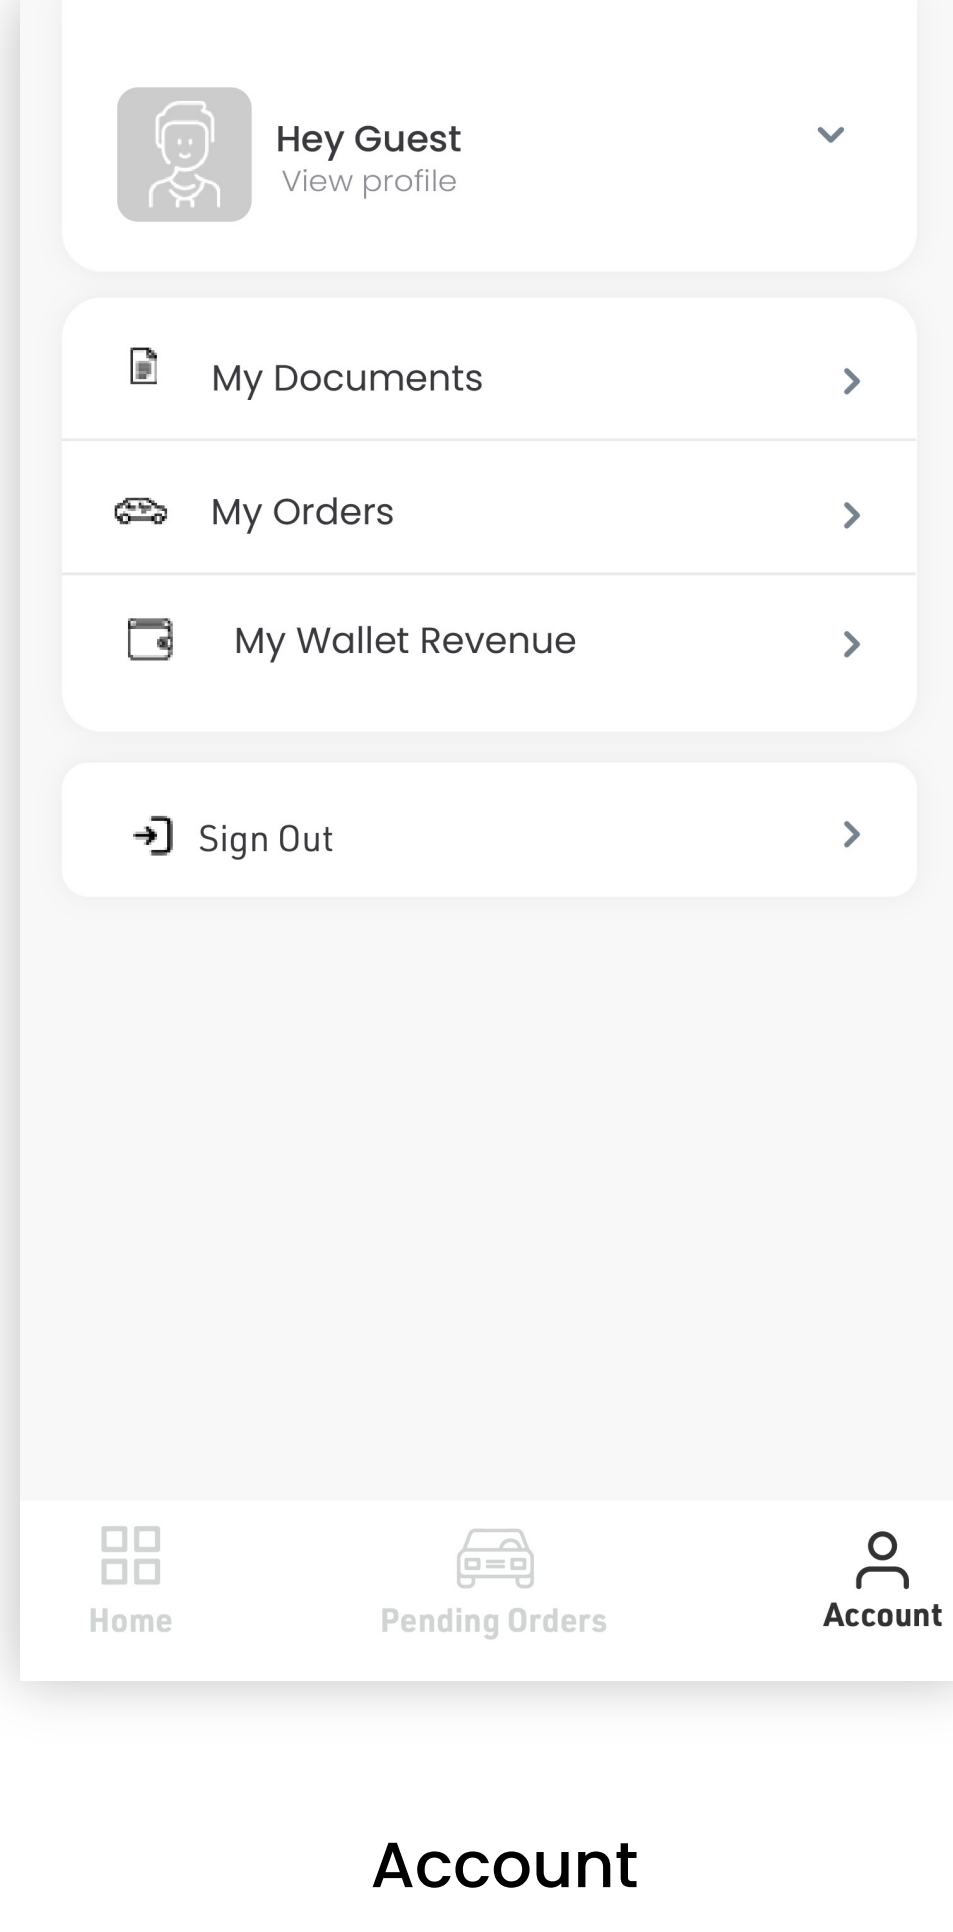 Hey Guest
View profile
My Documents
My Orders
My Wallet Revenue
Sign Out
Home
Pending Orders
Account
Account